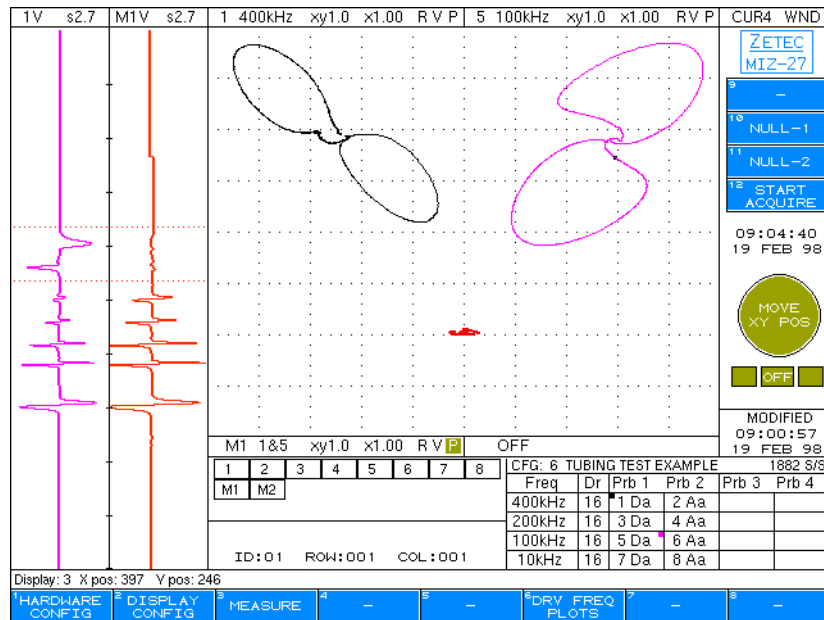 1V s2.7 M1V s2.7 1 400kHz xy1.0 x1.00 R V P 5 100kHz xy1.0 x1.00 R V P CUR4 WND
ZETEC
MIZ-27
9 -
10 NULL-1
11 NULL-2
12 START
ACQUIRE
09:04:40
19 FEB 98
MOVE
XY POS
OFF
MODIFIED
09:00:57
19 FEB 98
M1 1&5 xy1.0 x1.00 R V P OFF
1 2 3 4 5 6 7 8
M1 M2
ID:01 ROW:001 COL:001
CFG: 6 TUBING TEST EXAMPLE 1882 S/S
Freq Dr Prb 1 Prb 2 Prb 3 Prb 4
400kHz 16 1 Da 2 Aa
200kHz 16 3 Da 4 Aa
100kHz 16 5 Da 6 Aa
10kHz 16 7 Da 8 Aa
Display: 3 X pos: 397 Y pos: 246
1 HARDWARE
CONFIG
2 DISPLAY
CONFIG
3 MEASURE
4 -
5 -
6 DRV FREQ
PLOTS
7 -
8 -